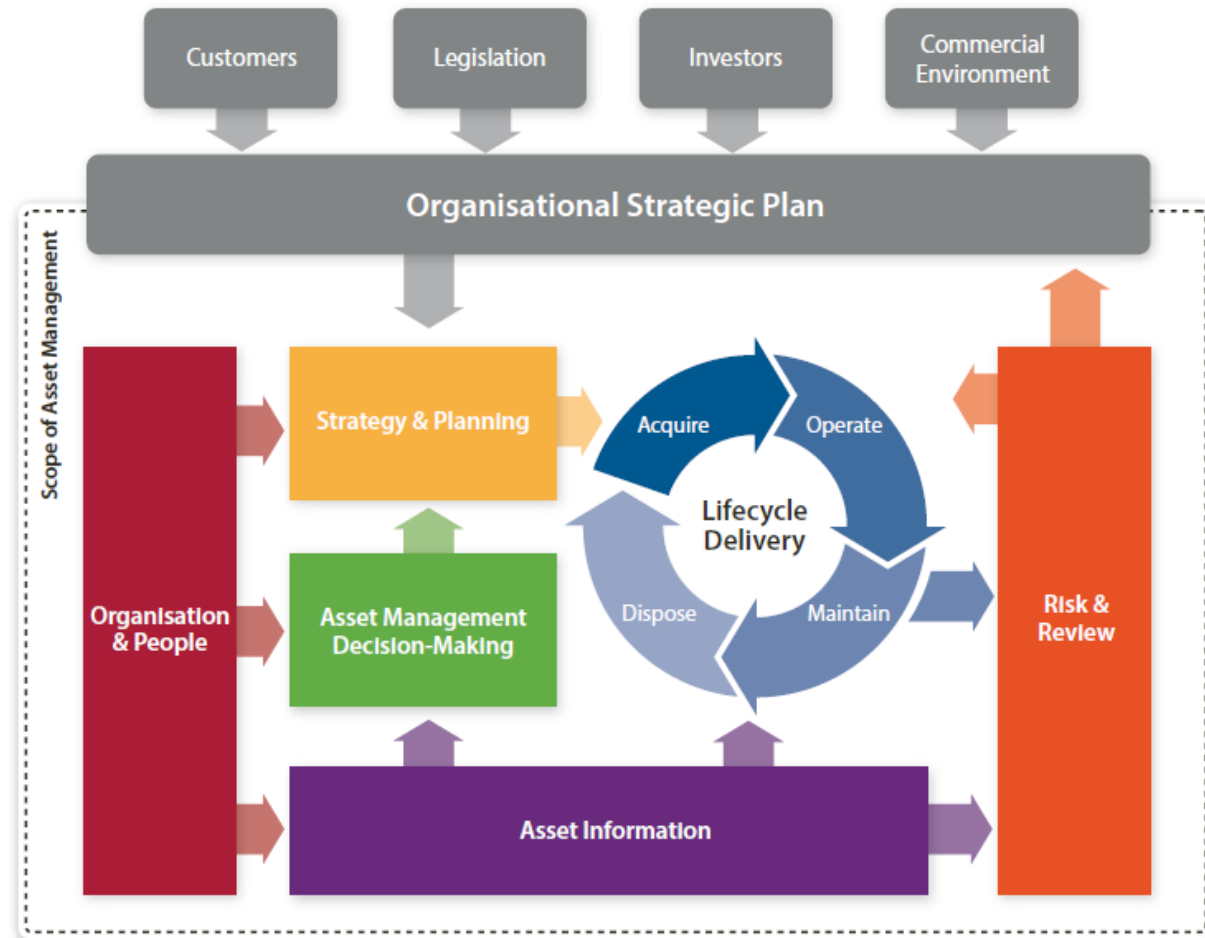 Customers
Legislation
Investors
Commercial
Environment
Organisational Strategic Plan
Scope of Asset Management
Strategy & Planning
Acquire
Operate
Lifecycle
Delivery
Organisation
& People
Asset Management
Decision-Making
Dispose
Maintain
Risk &
Review
Asset Information